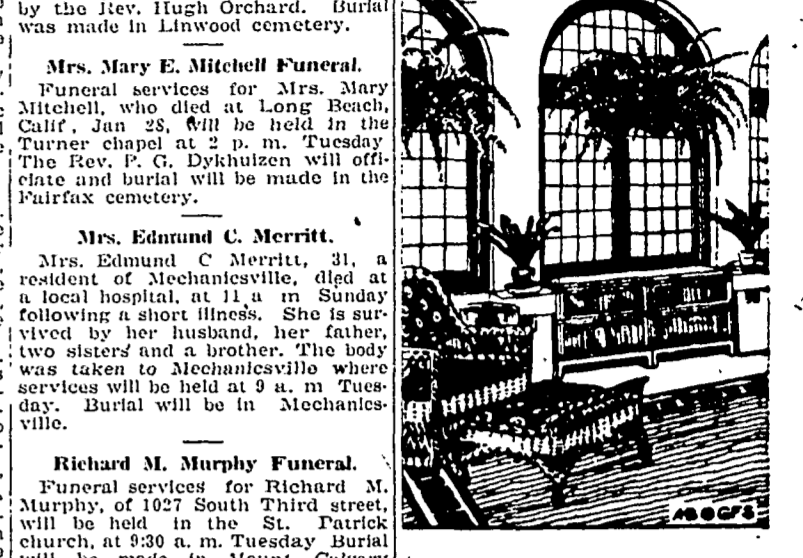 by the Rev. Hugh Orchard. Burial
was made in Linwood cemetery.
Mrs. Mary E. Mitchell Funeral.
Funeral services for Mrs. Mary
Mitchell, who died at Long Beach,
Calif, Jan 28, will be held in the
Turner chapel at 2 p. m. Tuesday
The Rev. P. G. Dykhuizen will offi-
ciate and burial will be made in the
Fairfax cemetery.
Mrs. Edmund C. Merritt.
Mrs. Edmund C Merritt, 31, a
resident of Mechanicsville, died at
a local hospital, at 11 a m Sunday
following a short illness. She is sur-
vived by her husband, her father,
two sisters and a brother. The body
was taken to Mechanicsville where
services will be held at 9 a. m Tues-
day. Burial will be in Mechanics-
ville.
Richard M. Murphy Funeral.
Funeral services for Richard M.
Murphy, of 1027 South Third street,
will be held in the St. Patrick
church, at 9:30 a. m. Tuesday Burial
will be made in Mount Calvary